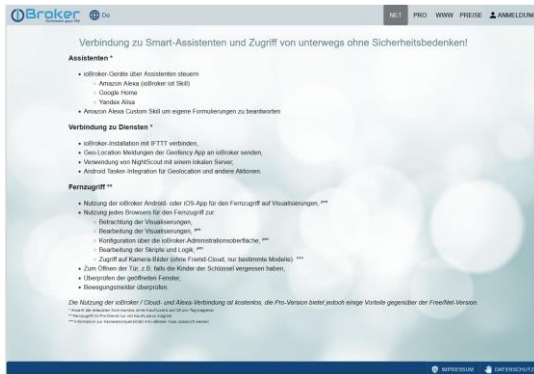 ioBroker
De
NET PRO WWW PREISE ANMELDUNG
Verbindung zu Smart-Assistenten und Zugriff von unterwegs ohne Sicherheitsbedenken!
Assistenten *
ioBroker-Geräte über Assistenten steuern
Amazon Alexa (ioBroker iot Skill)
Google Home
Yandex Alisa
Amazon Alexa Custom Skill um eigene Formulierungen zu beantworten
Verbindung zu Diensten *
ioBroker-Installation mit IFTTT verbinden,
Geo-Location Meldungen der Geofency App an ioBroker senden,
Verwendung von NightScout mit einem lokalen Server,
Android Tasker-Integration für Geolocation und andere Aktionen.
Fernzugriff **
Nutzung der ioBroker Android- oder iOS-App für den Fernzugriff auf Visualisierungen,
Nutzung jedes Browsers für den Fernzugriff zur:
Betrachtung der Visualisierungen,
Bearbeitung der Visualisierungen,
Konfiguration über die ioBroker-Administrationsoberfläche,
Bearbeitung der Skripte und Logik,
Zugriff auf Kamera-Bilder (ohne Fremd-Cloud, nur bestimmte Modelle).
Zum Öffnen der Tür, z.B. falls die Kinder der Schlüssel vergessen haben,
Überprüfen der geöffneten Fenster,
Bewegungsmelder überprüfen.
Die Nutzung der ioBroker / Cloud- und Alexa-Verbindung ist kostenlos, die Pro-Version bietet jedoch einige Vorteile gegenüber der Free/Net-Version.
IMPRESSUM DATENSCHUTZ